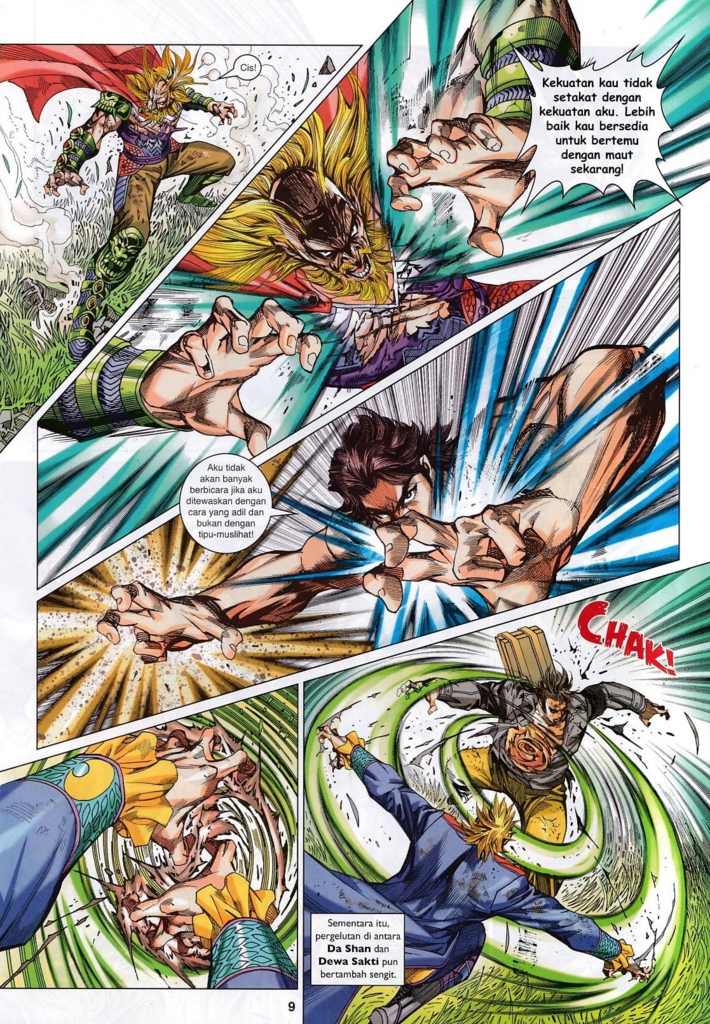 Cis!
Kekuatan kau tidak
setakat dengan
kekuatan aku. Lebih
baik kau bersedia
untuk bertemu
dengan maut
sekarang!
Aku tidak
akan banyak
berbicara jika aku
ditewaskan dengan
cara yang adil dan
bukan dengan
tipu-muslihat!
CHAK!
Sementara itu,
pergelutan di antara
Da Shan dan
Dewa Sakti pun
bertambah sengit.
9